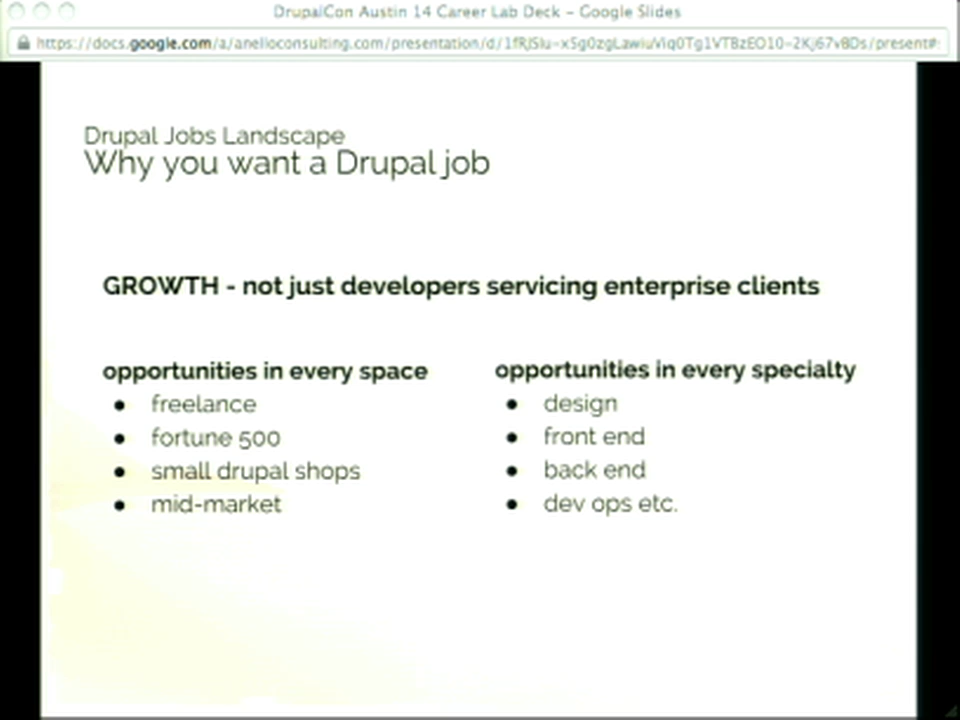 DrupalCon Austin 14 Career Lab Deck – Google Slides
Drupal Jobs Landscape
Why you want a Drupal job
GROWTH - not just developers servicing enterprise clients
opportunities in every space
freelance
fortune 500
small drupal shops
mid-market
opportunities in every specialty
design
front end
back end
dev ops etc.